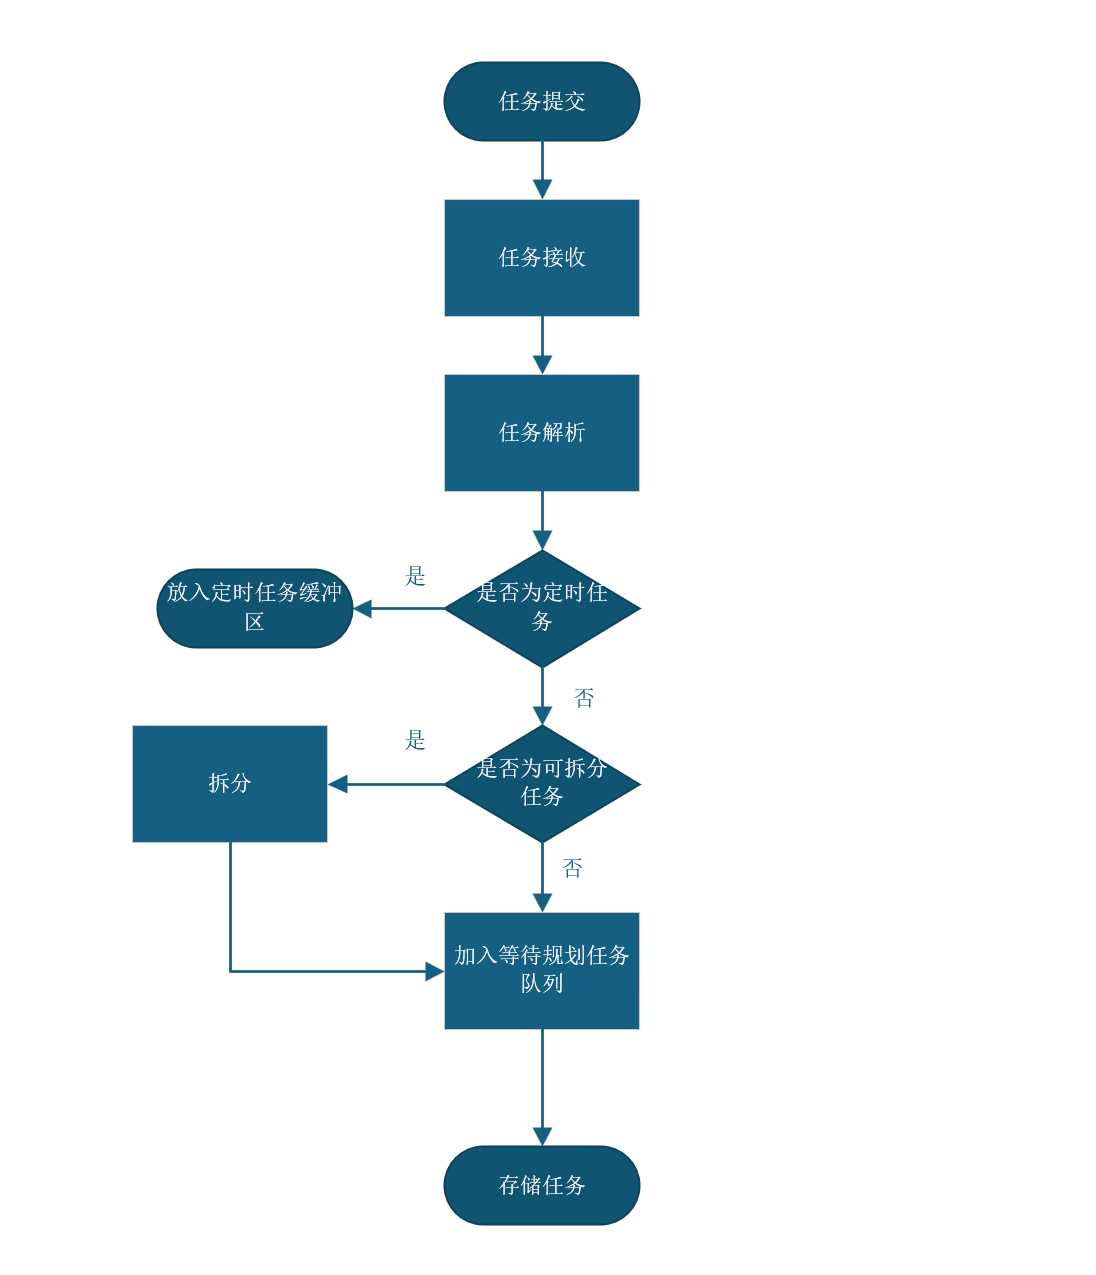 任务提交
任务接收
任务解析
是
放入定时任务缓冲
区
是否为定时任
务
否
是
拆分
是否为可拆分
任务
否
加入等待规划任务
队列
存储任务